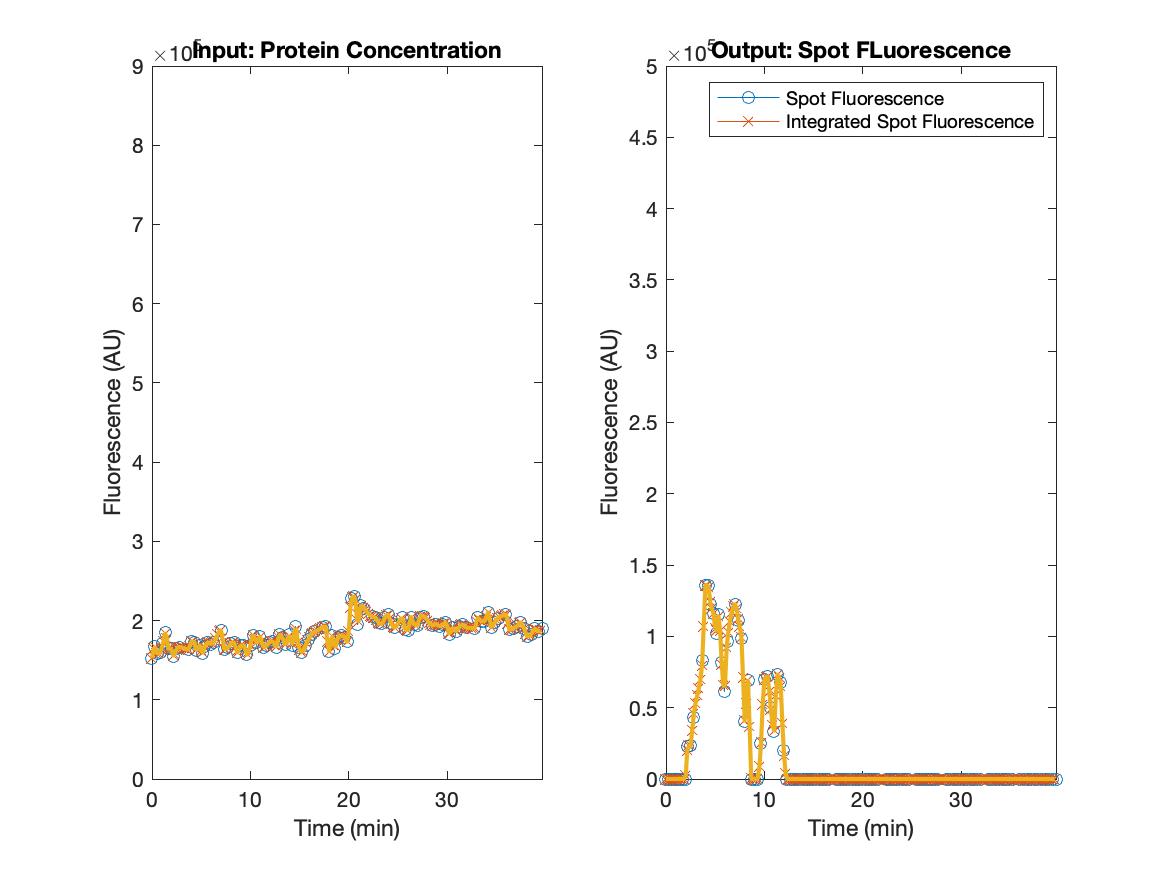 ×10⁵
Input: Protein Concentration
9
8
7
6
5
4
3
2
1
0
0 10 20 30
Fluorescence (AU)
Time (min)
×10⁵
Output: Spot FLuorescence
Spot Fluorescence
Integrated Spot Fluorescence
5
4.5
4
3.5
3
2.5
2
1.5
1
0.5
0
0 10 20 30
Fluorescence (AU)
Time (min)